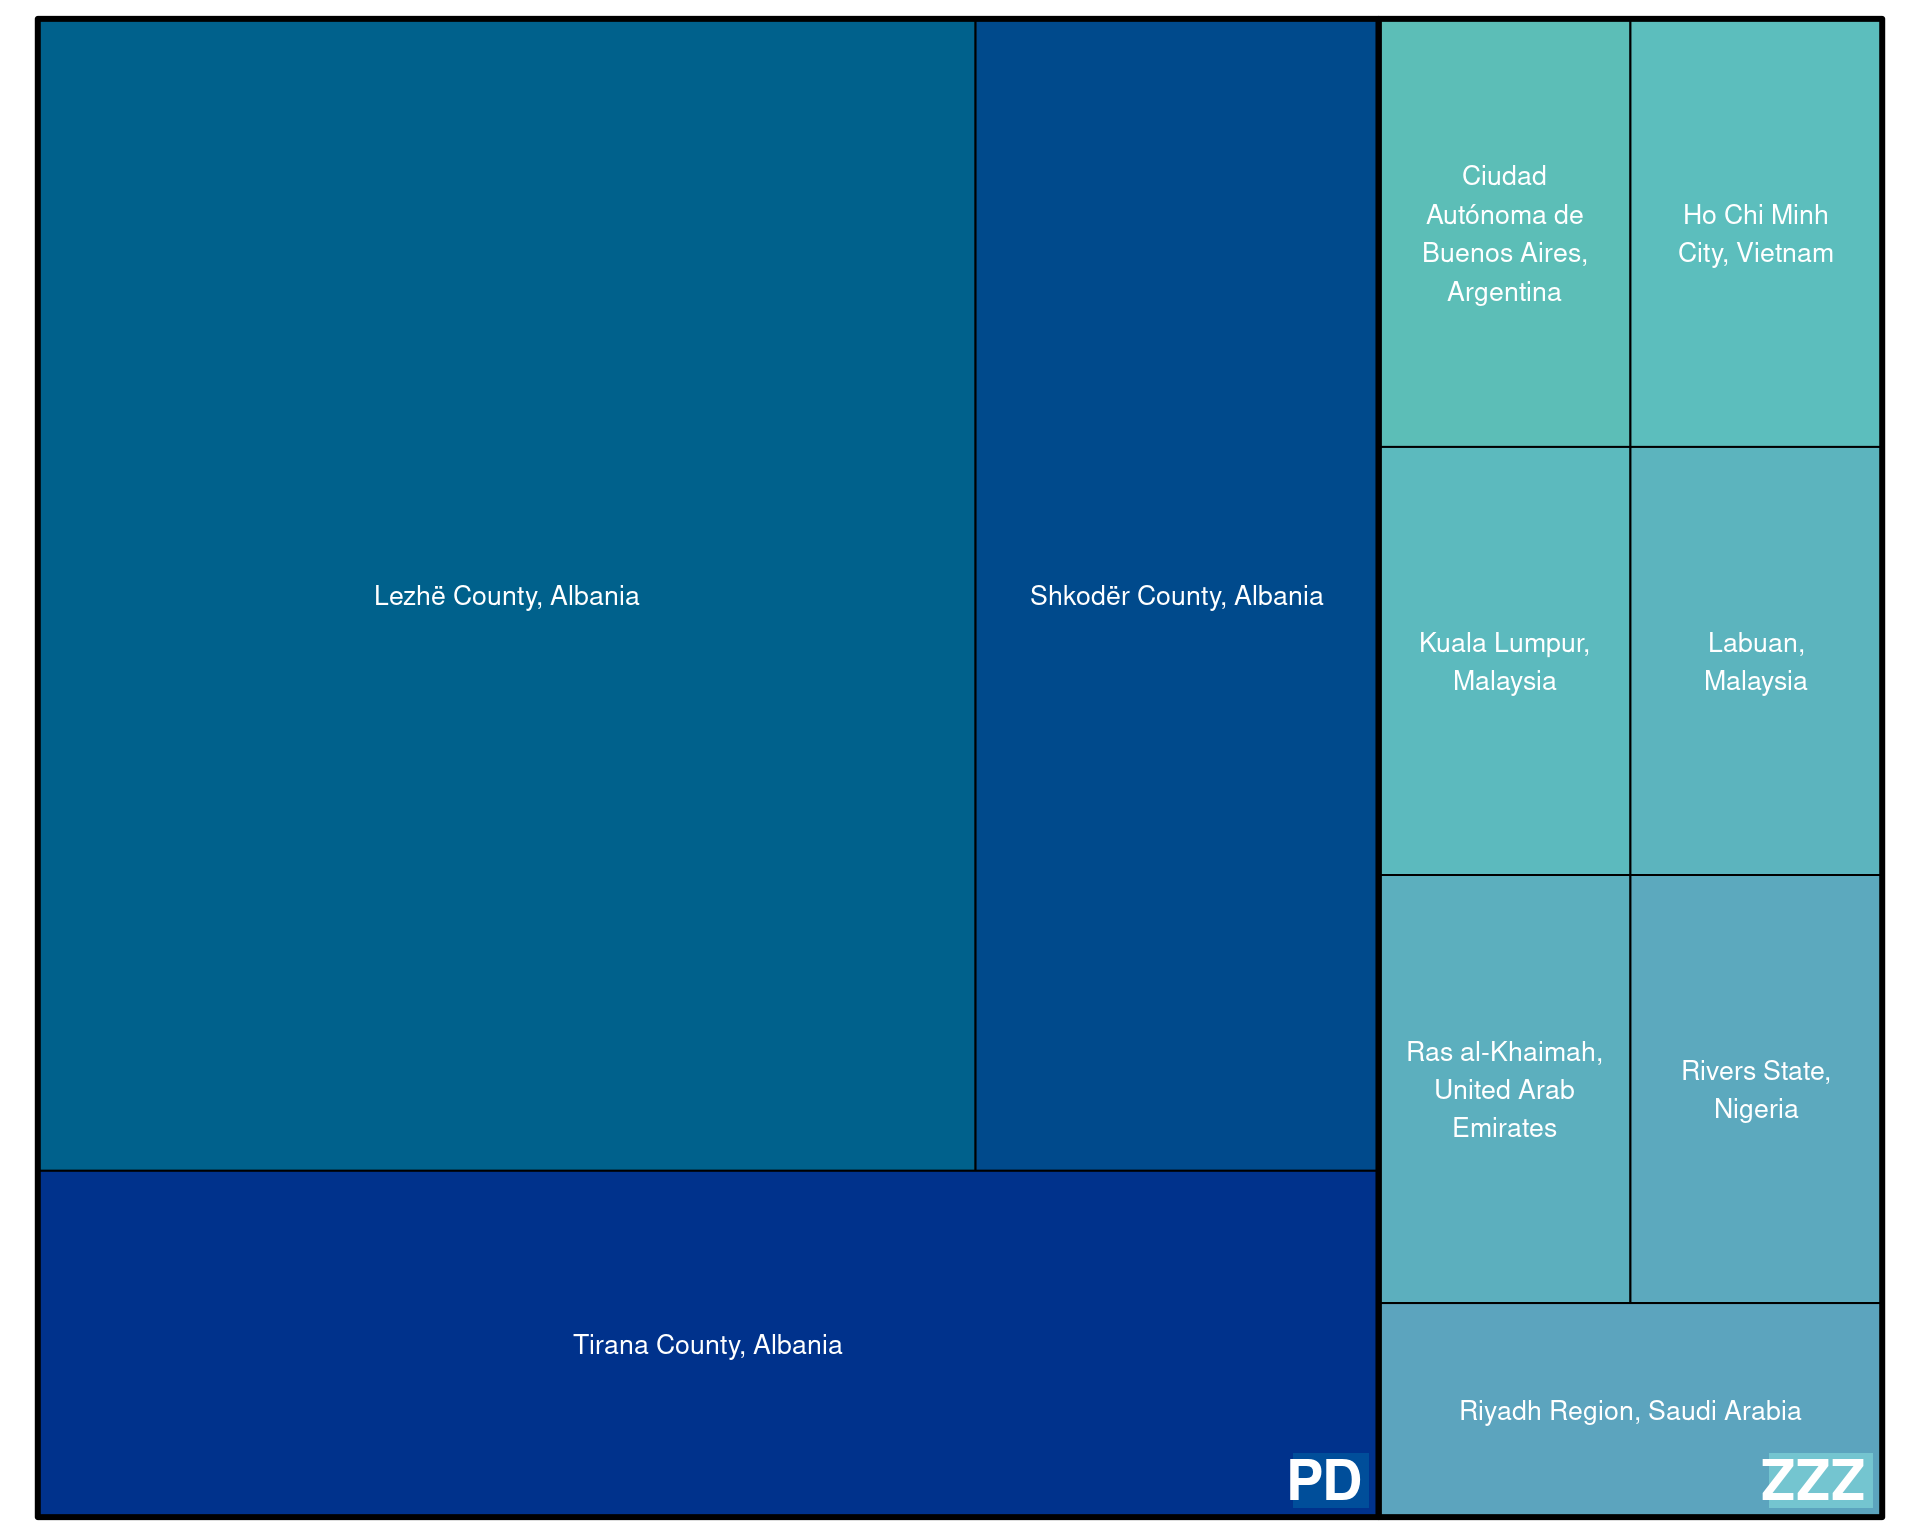 Lezhë County, Albania
Shkodër County, Albania
Tirana County, Albania
PD
Ciudad
Autónoma de
Buenos Aires,
Argentina
Ho Chi Minh
City, Vietnam
Kuala Lumpur,
Malaysia
Labuan,
Malaysia
Ras al-Khaimah,
United Arab
Emirates
Rivers State,
Nigeria
Riyadh Region, Saudi Arabia
ZZZ